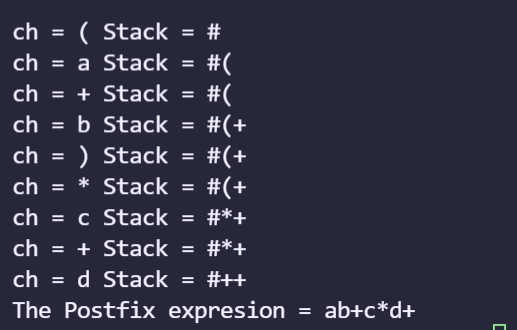 ch = ( Stack = #
ch = a Stack = #(
ch = + Stack = #(
ch = b Stack = #(+
ch = ) Stack = #(+
ch = * Stack = #(+
ch = c Stack = #*+
ch = + Stack = #*+
ch = d Stack = #++
The Postfix expresion = ab+c*d+